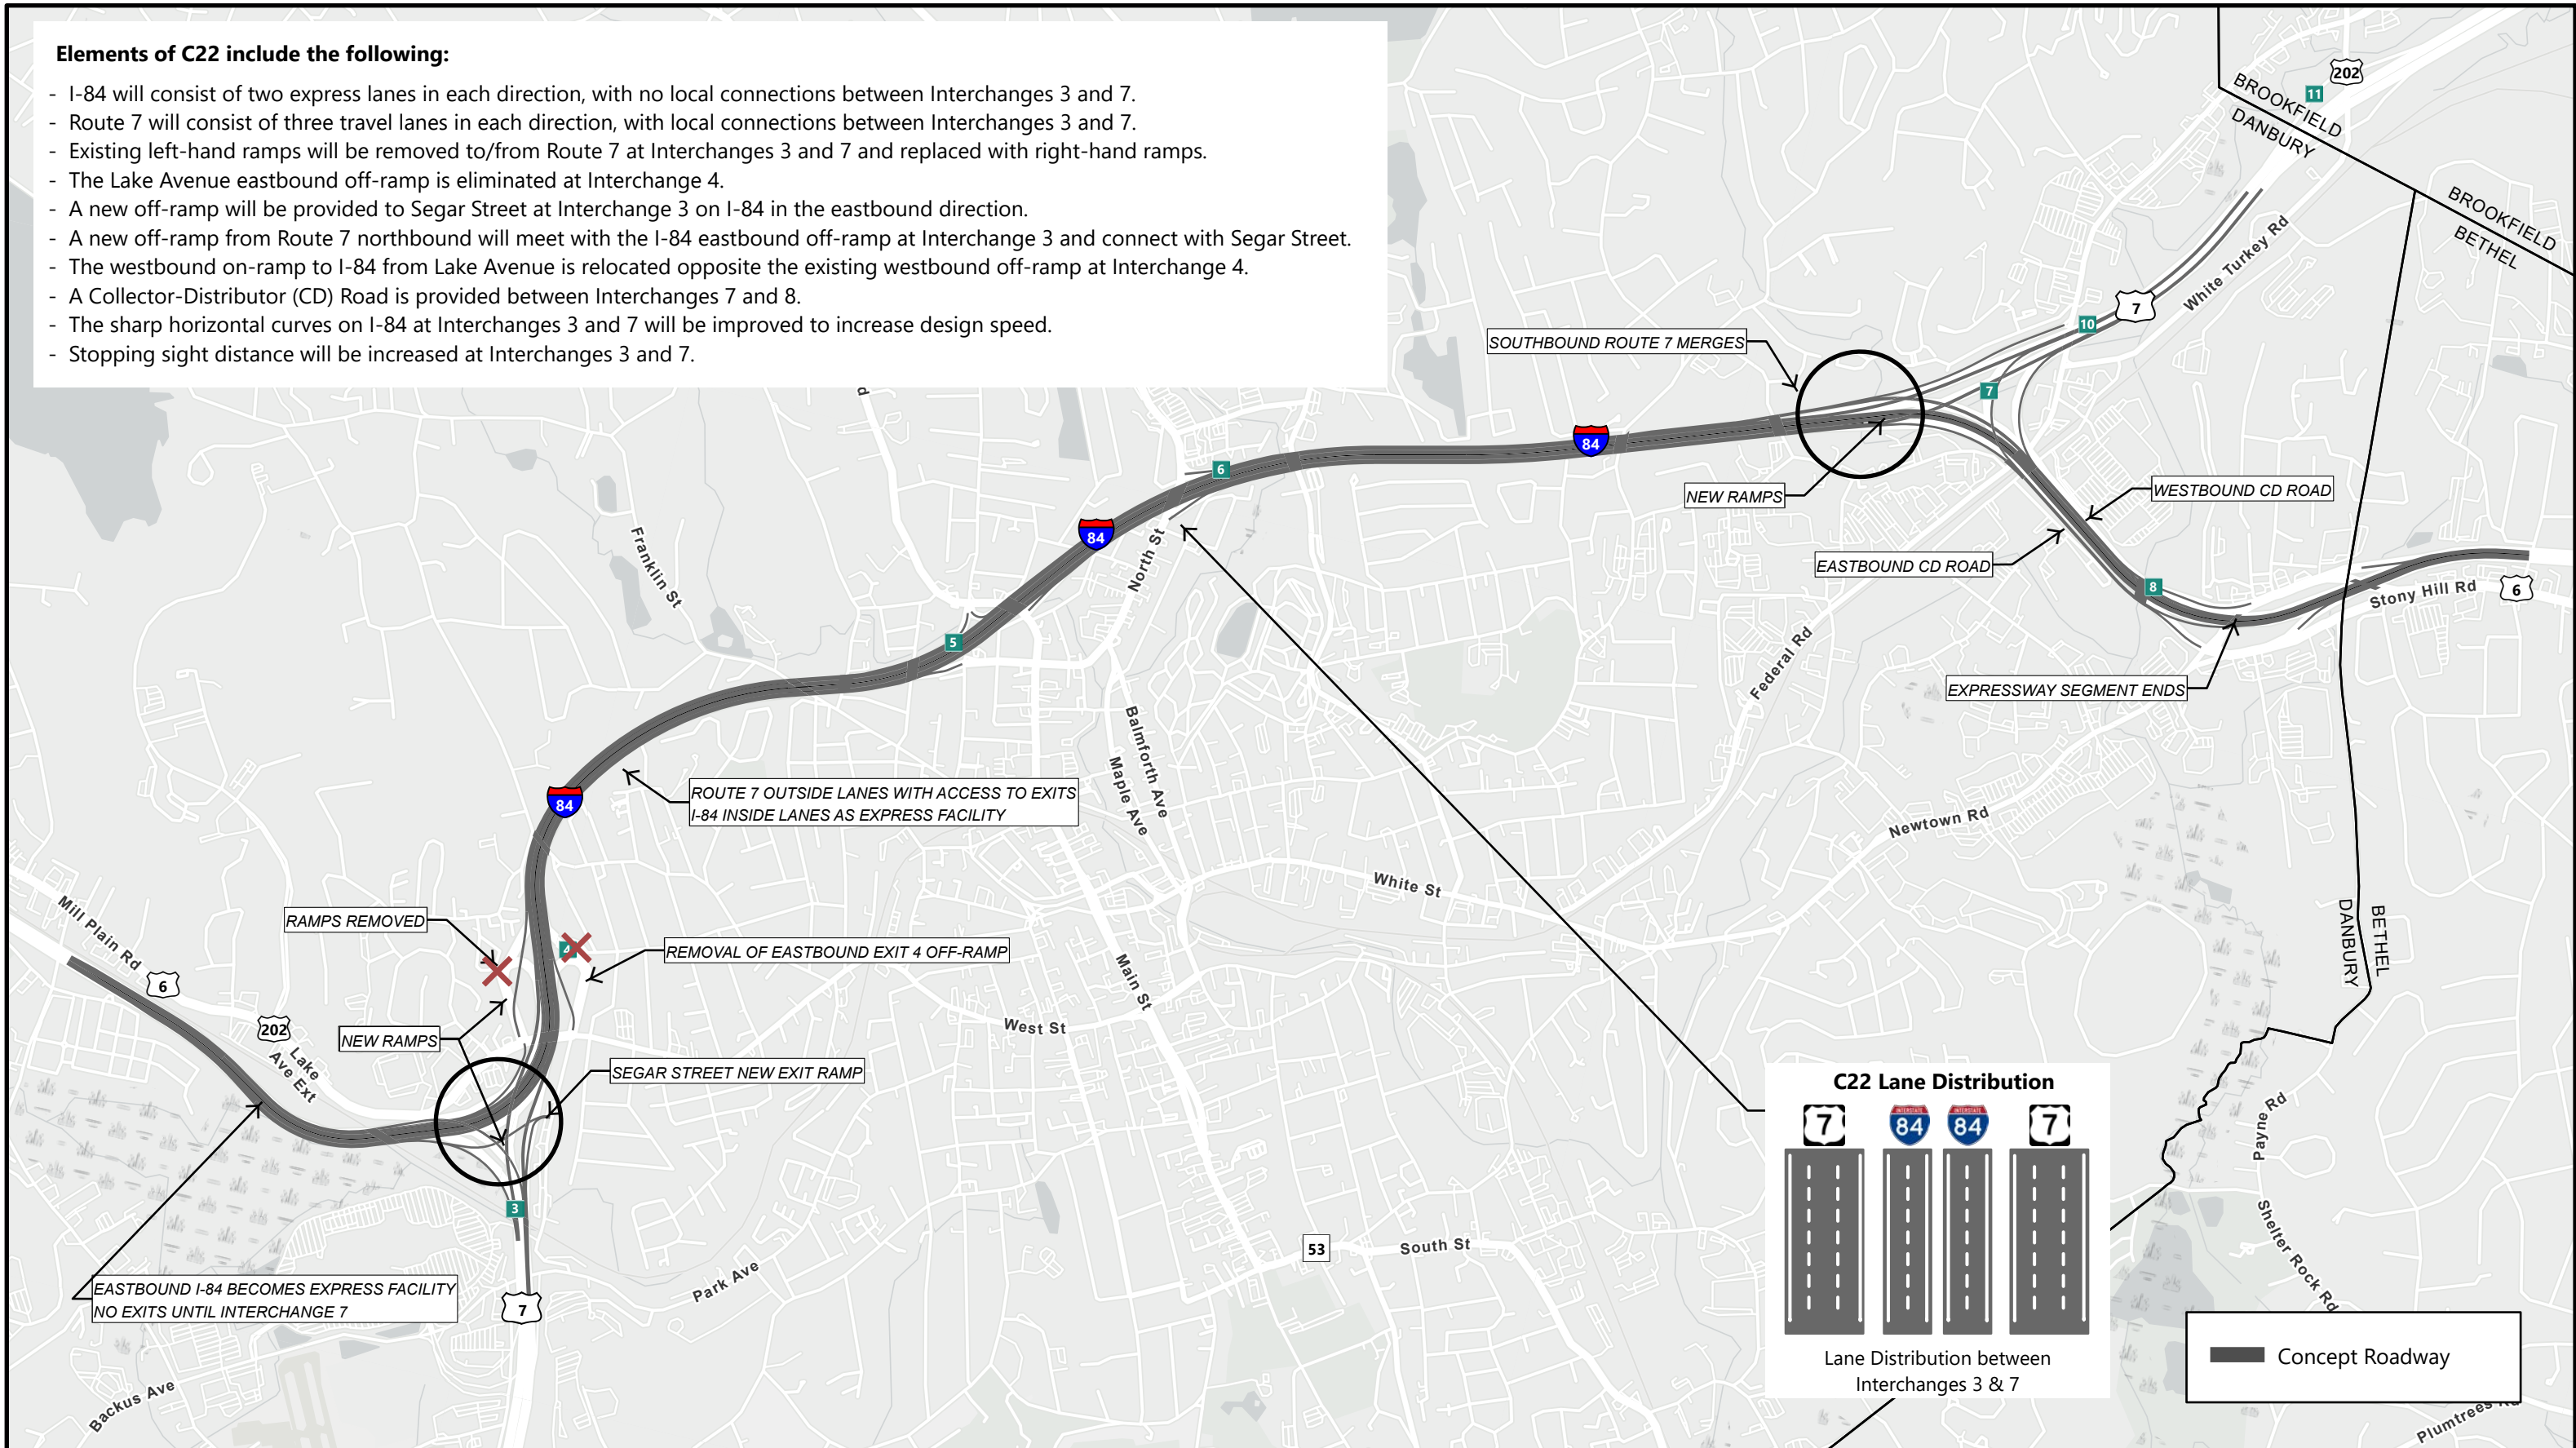 Elements of C22 include the following:
- I-84 will consist of two express lanes in each direction, with no local connections between Interchanges 3 and 7.
- Route 7 will consist of three travel lanes in each direction, with local connections between Interchanges 3 and 7.
- Existing left-hand ramps will be removed to/from Route 7 at Interchanges 3 and 7 and replaced with right-hand ramps.
- The Lake Avenue eastbound off-ramp is eliminated at Interchange 4.
- A new off-ramp will be provided to Segar Street at Interchange 3 on I-84 in the eastbound direction.
- A new off-ramp from Route 7 northbound will meet with the I-84 eastbound off-ramp at Interchange 3 and connect with Segar Street.
- The westbound on-ramp to I-84 from Lake Avenue is relocated opposite the existing westbound off-ramp at Interchange 4.
- A Collector-Distributor (CD) Road is provided between Interchanges 7 and 8.
- The sharp horizontal curves on I-84 at Interchanges 3 and 7 will be improved to increase design speed.
- Stopping sight distance will be increased at Interchanges 3 and 7.
202
11
BROOKFIELD
DANBURY
BROOKFIELD
BETHEL
White Turkey Rd
7
10
SOUTHBOUND ROUTE 7 MERGES
7
d
84
6
NEW RAMPS
WESTBOUND CD ROAD
84
North St
Franklin St
EASTBOUND CD ROAD
8
Stony Hill Rd
6
5
Federal Rd
EXPRESSWAY SEGMENT ENDS
Balmforth Ave
Maple Ave
84
ROUTE 7 OUTSIDE LANES WITH ACCESS TO EXITS
I-84 INSIDE LANES AS EXPRESS FACILITY
Newtown Rd
White St
Mill Plain Rd
RAMPS REMOVED
4
REMOVAL OF EASTBOUND EXIT 4 OFF-RAMP
DANBURY
BETHEL
Main St
6
202
Lake
Ave Ext
NEW RAMPS
West St
SEGAR STREET NEW EXIT RAMP
C22 Lane Distribution
7
INTERSTATE
84
INTERSTATE
84
7
Lane Distribution between
Interchanges 3 & 7
Payne Rd
Shelter Rock Rd
3
53
South St
Park Ave
EASTBOUND I-84 BECOMES EXPRESS FACILITY
NO EXITS UNTIL INTERCHANGE 7
7
Concept Roadway
Backus Ave
Plumtrees